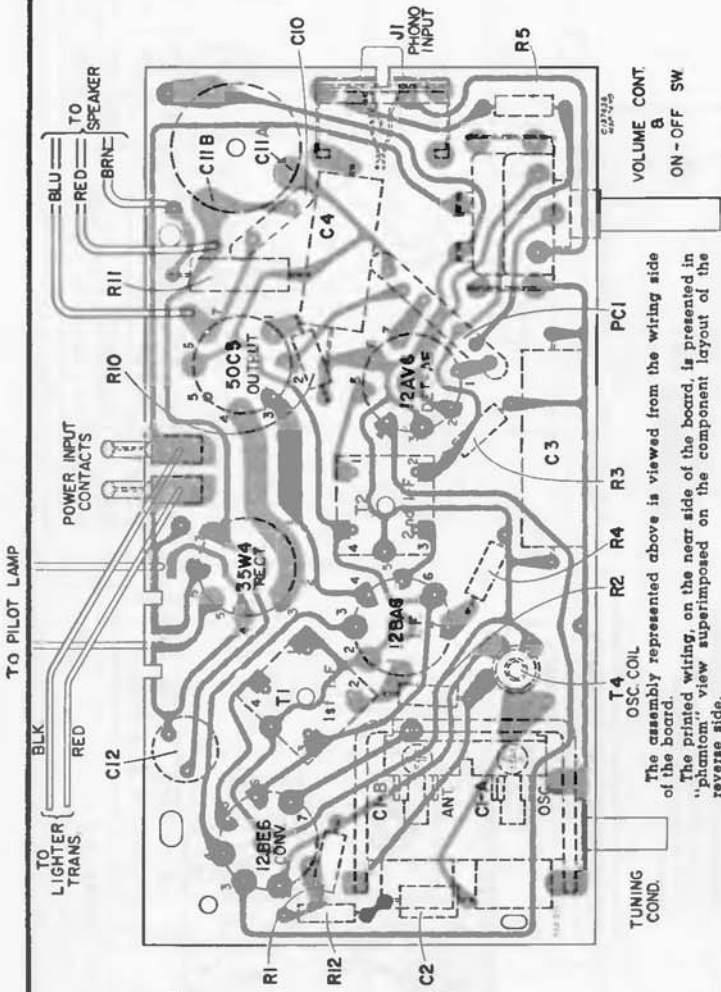 TO PILOT LAMP
BLK
RED
TO
LIGHTER
TRANS.
POWER INPUT
CONTACTS
BLU
RED
BRN
TO
SPEAKER
C12
R10
R11
C11B
C11A
C10
J1
PHONO
INPUT
R5
35W4
RECT
50C5
OUTPUT
C4
12BE6
CONV
T1
1st IF
12BA6
IF
T2
2nd I/F
12AV6
DET AF
C1-B
ANT.
C1-A
OSC
C3
R1
R12
C2
TUNING
COND.
T4
OSC. COIL
R2
R4
R3
PC1
VOLUME CONT.
&
ON-OFF SW.
The assembly represented above is viewed from the wiring side
of the board.
The printed wiring, on the near side of the board, is presented in
"phantom" view superimposed on the component layout of the
reverse side.